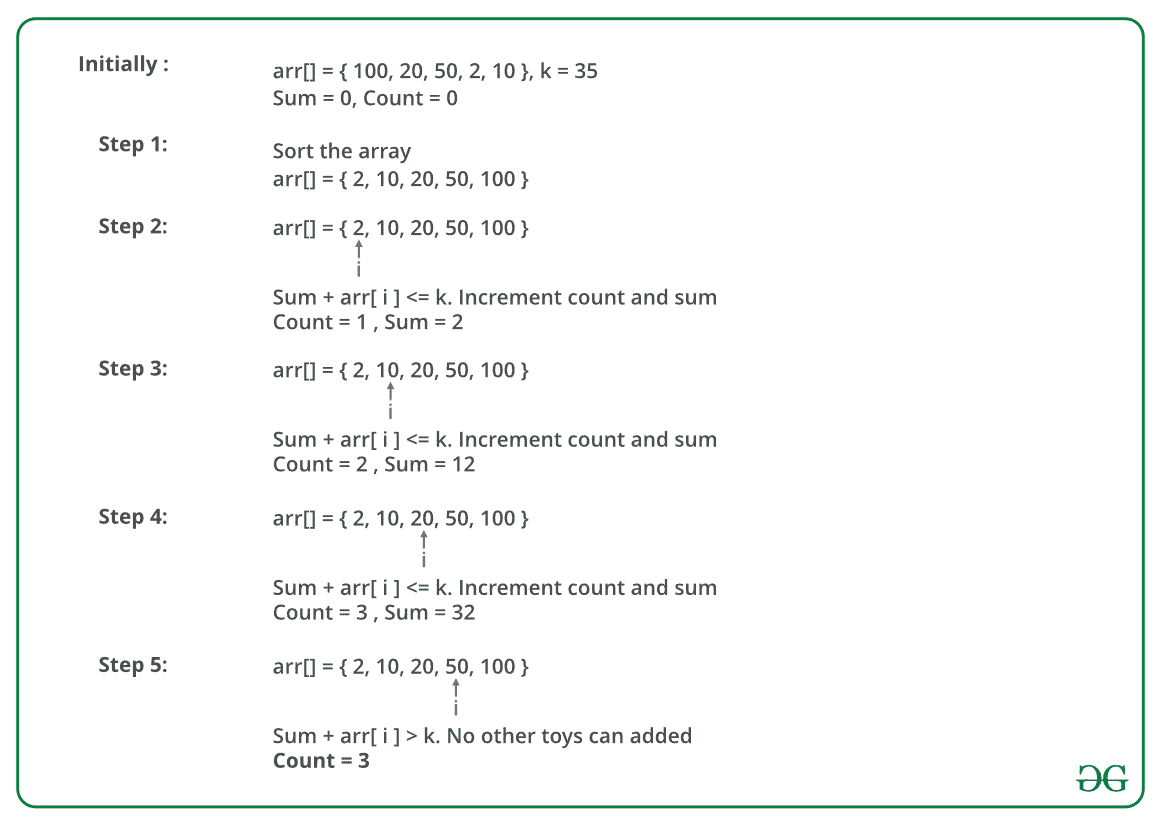 Initially :
arr[] = { 100, 20, 50, 2, 10 }, k = 35
Sum = 0, Count = 0
Step 1:
Sort the array
arr[] = { 2, 10, 20, 50, 100 }
Step 2:
arr[] = { 2, 10, 20, 50, 100 }
i
Sum + arr[ i ] <= k. Increment count and sum
Count = 1 , Sum = 2
Step 3:
arr[] = { 2, 10, 20, 50, 100 }
i
Sum + arr[ i ] <= k. Increment count and sum
Count = 2 , Sum = 12
Step 4:
arr[] = { 2, 10, 20, 50, 100 }
i
Sum + arr[ i ] <= k. Increment count and sum
Count = 3 , Sum = 32
Step 5:
arr[] = { 2, 10, 20, 50, 100 }
i
Sum + arr[ i ] > k. No other toys can added
Count = 3